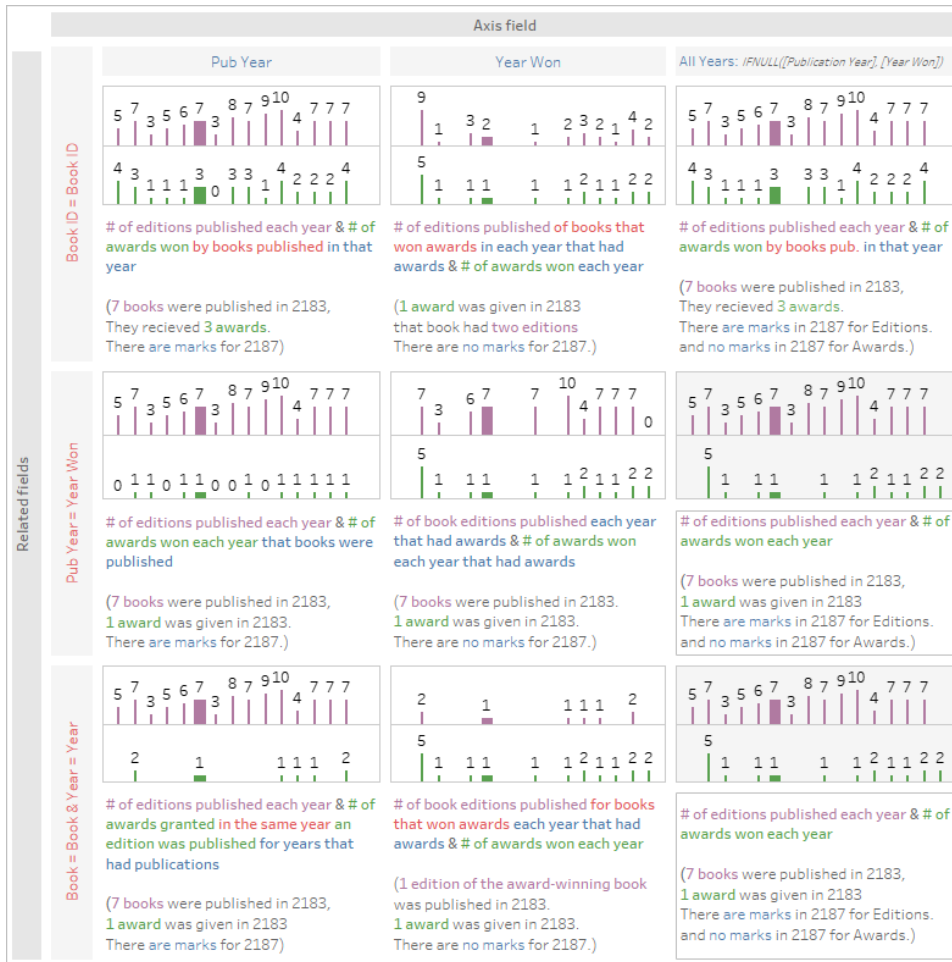 Axis field
Related fields
Pub Year
Year Won
All Years: IFNULL([Publication Year], [Year Won])
Book ID = Book ID
5 7 3 5 6 7 3 8 7 9 10 4 7 7 7
4 3 1 1 1 3 0 3 3 1 4 2 2 2 4
# of editions published each year & # of
awards won by books published in that
year
(7 books were published in 2183,
They recieved 3 awards.
There are marks for 2187)
9 1 3 2 1 2 3 2 1 4 2
5 1 1 1 1 1 2 1 1 2 2
# of editions published of books that
won awards in each year that had
awards & # of awards won each year
(1 award was given in 2183
that book had two editions
There are no marks for 2187.)
5 7 3 5 6 7 3 8 7 9 10 4 7 7 7
4 3 1 1 1 3 3 3 1 4 2 2 2 4
# of editions published each year & # of
awards won by books pub. in that year
(7 books were published in 2183,
They recieved 3 awards.
There are marks in 2187 for Editions.
and no marks in 2187 for Awards.)
Pub Year = Year Won
5 7 3 5 6 7 3 8 7 9 10 4 7 7 7
0 1 1 0 1 1 0 0 1 0 1 1 1 1 1
# of editions published each year & # of
awards won each year that books were
published
(7 books were published in 2183,
1 award was given in 2183.
There are marks for 2187.)
7 3 6 7 7 10 4 7 7 7 0
5 1 1 1 1 1 2 1 1 2 2
# of book editions published each year
that had awards & # of awards won
each year that had awards
(7 books were published in 2183.
1 award was given in 2183.
There are no marks for 2187.)
5 7 3 5 6 7 3 8 7 9 10 4 7 7 7
5 1 1 1 1 1 2 1 1 2 2
# of editions published each year & # of
awards won each year
(7 books were published in 2183,
1 award was given in 2183
There are marks in 2187 for Editions.
and no marks in 2187 for Awards.)
Book = Book & Year = Year
5 7 3 5 6 7 3 8 7 9 10 4 7 7 7
2 1 1 1 1 2
# of editions published each year & # of
awards granted in the same year an
edition was published for years that
had publications
(7 books were published in 2183,
1 award was given in 2183
There are marks for 2187)
2 1 1 1 1 2
5 1 1 1 1 1 2 1 1 2 2
# of book editions published for books
that won awards each year that had
awards & # of awards won each year
(1 edition of the award-winning book
was published in 2183.
1 award was given in 2183.
There are no marks for 2187.)
5 7 3 5 6 7 3 8 7 9 10 4 7 7 7
5 1 1 1 1 1 2 1 1 2 2
# of editions published each year & # of
awards won each year
(7 books were published in 2183,
1 award was given in 2183
There are marks in 2187 for Editions.
and no marks in 2187 for Awards.)